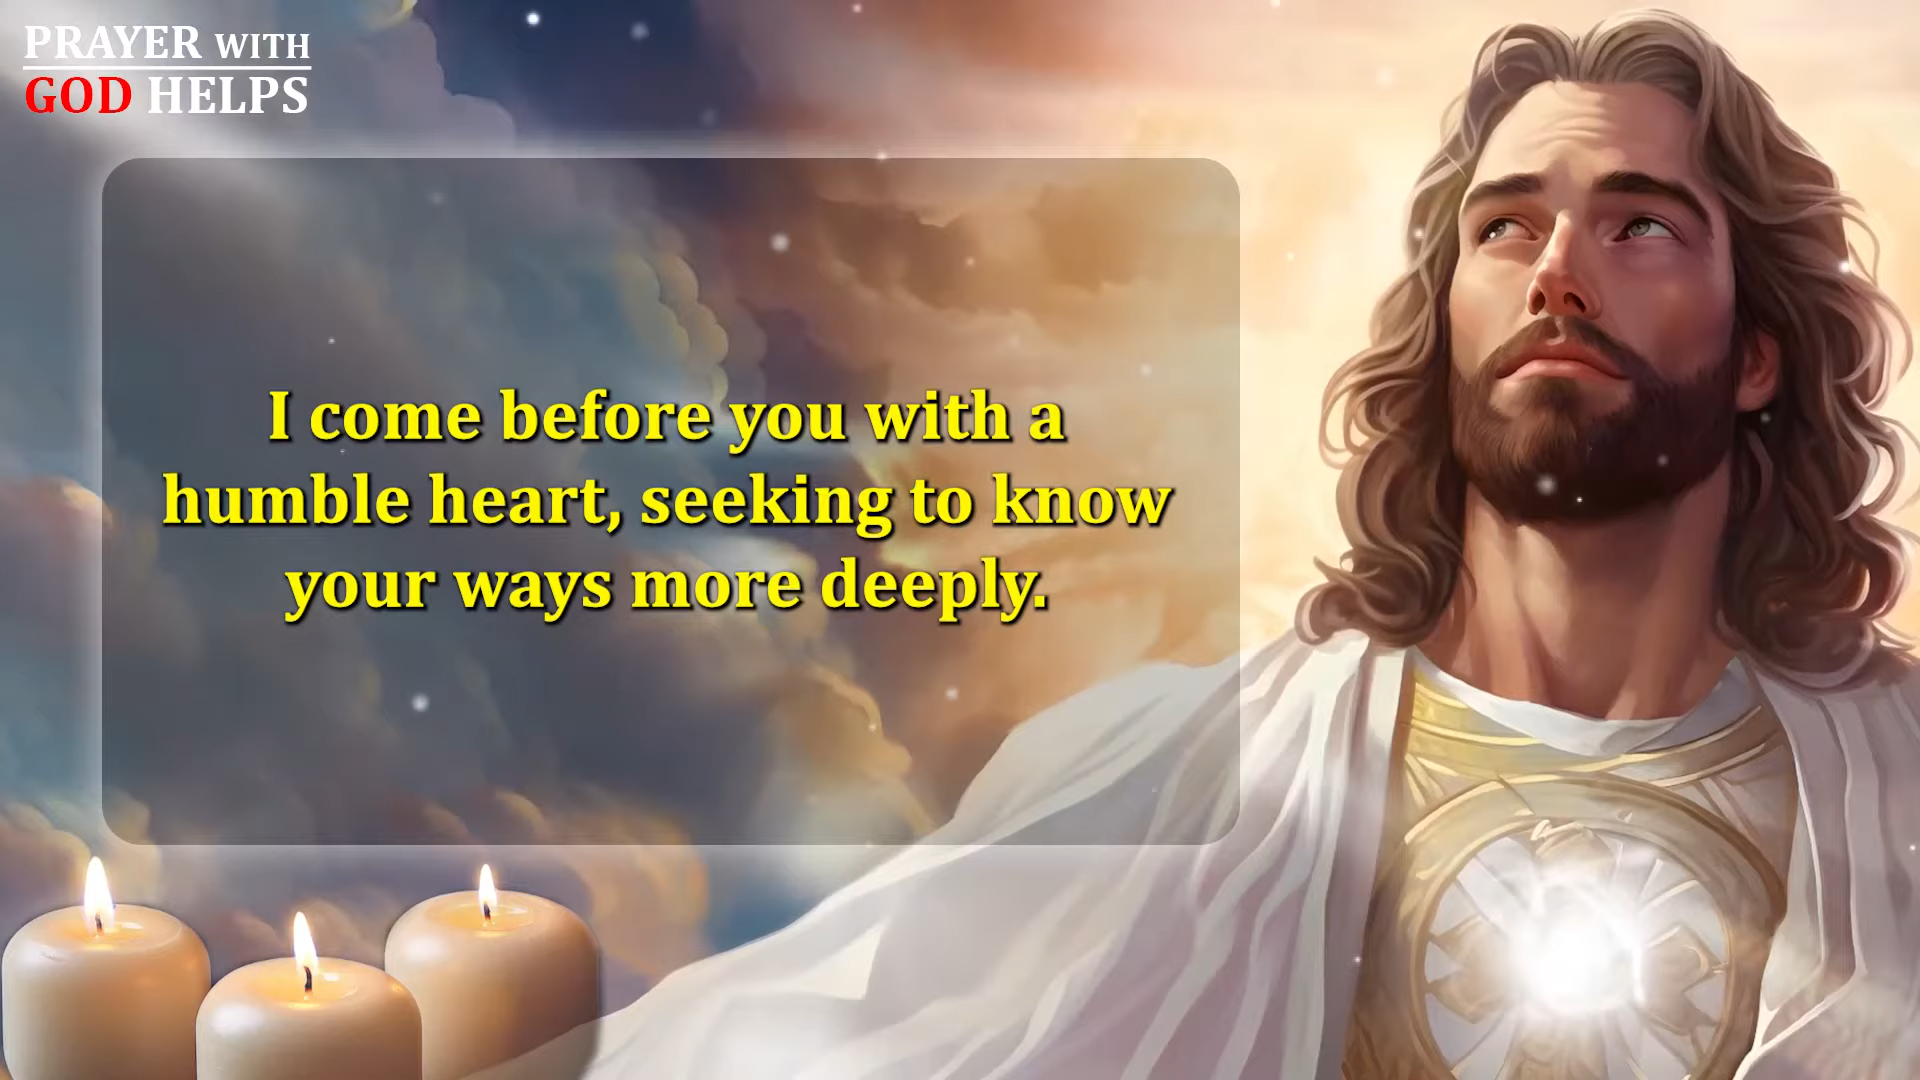 PRAYER WITH
GOD HELPS
I come before you with a
humble heart, seeking to know
your ways more deeply.